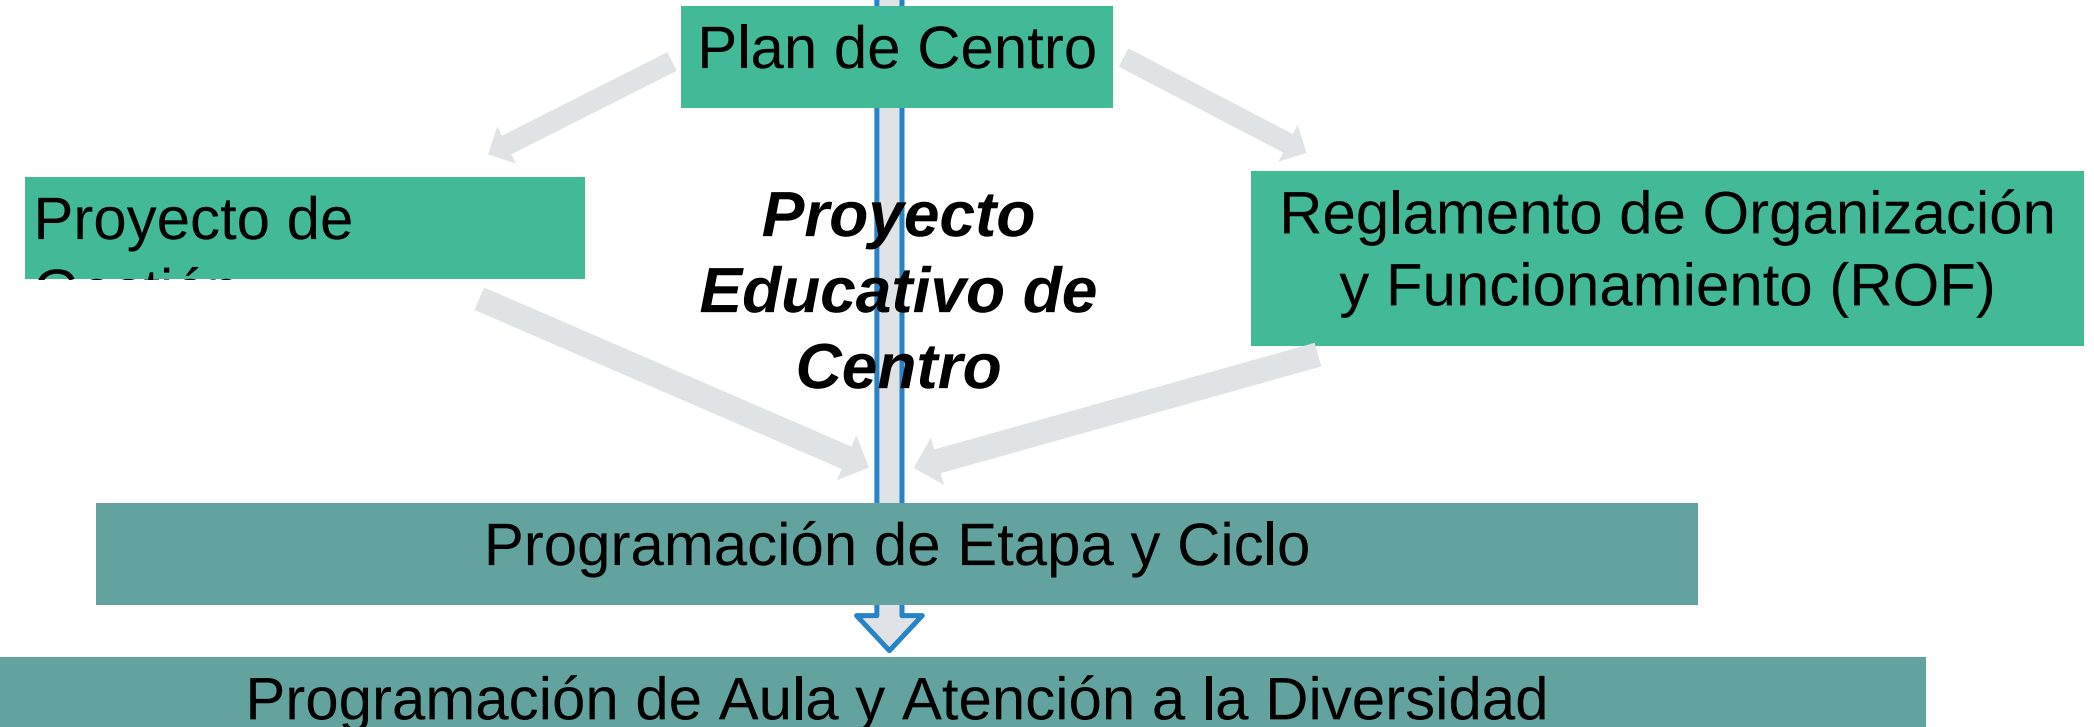 Plan de Centro
Proyecto de
Gestión
Proyecto
Educativo de
Centro
Reglamento de Organización
y Funcionamiento (ROF)
Programación de Etapa y Ciclo
Programación de Aula y Atención a la Diversidad